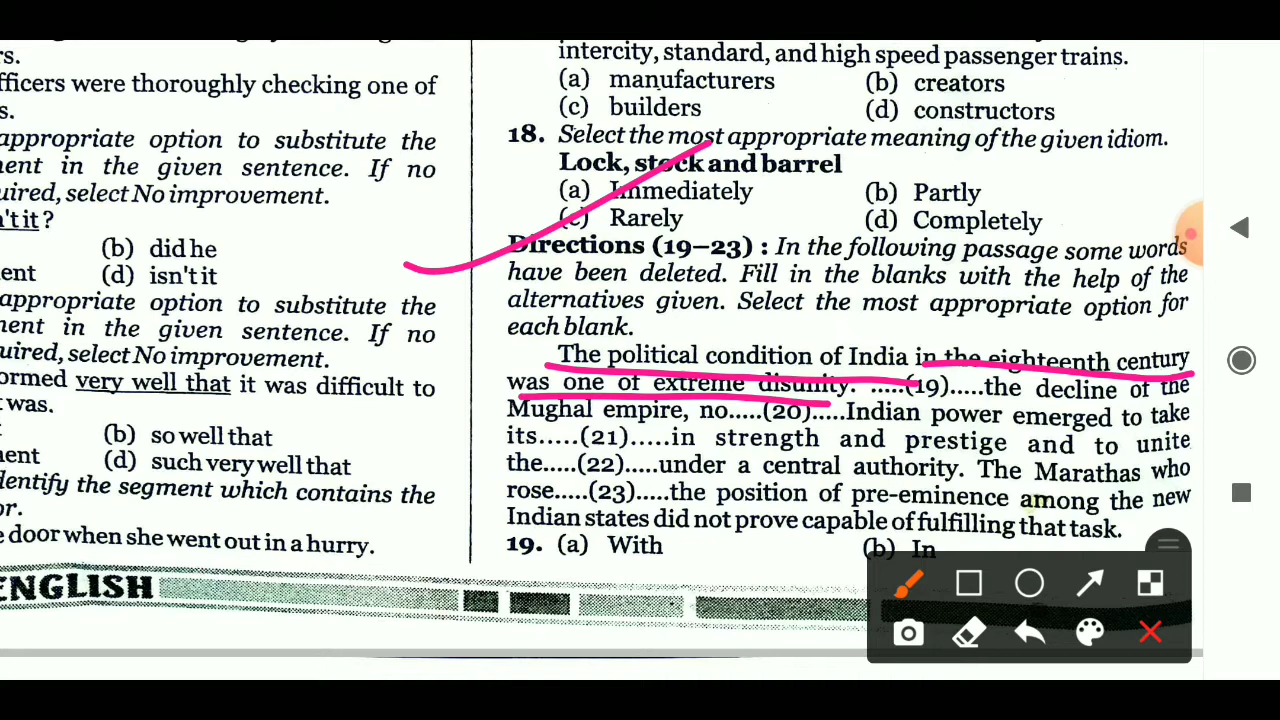 rs.
fficers were thoroughly checking one of
s.
appropriate option to substitute the
ment in the given sentence. If no
uired, select No improvement.
n't it ?
(b) did he
ent (d) isn't it
appropriate option to substitute the
ment in the given sentence. If no
uired, select No improvement.
ormed very well that it was difficult to
t was.
(b) so well that
ment (d) such very well that
dentify the segment which contains the
or.
e door when she went out in a hurry.
ENGLISH
intercity, standard, and high speed passenger trains.
(a) manufacturers (b) creators
(c) builders (d) constructors
18. Select the most appropriate meaning of the given idiom.
Lock, stock and barrel
(a) Immediately (b) Partly
(c) Rarely (d) Completely
Directions (19–23) : In the following passage some words
have been deleted. Fill in the blanks with the help of the
alternatives given. Select the most appropriate option for
each blank.
The political condition of India in the eighteenth century
was one of extreme disunity. .....(19).....the decline of the
Mughal empire, no.....(20).....Indian power emerged to take
its.....(21).....in strength and prestige and to unite
the.....(22).....under a central authority. The Marathas who
rose.....(23).....the position of pre-eminence among the new
Indian states did not prove capable of fulfilling that task.
19. (a) With (b) In